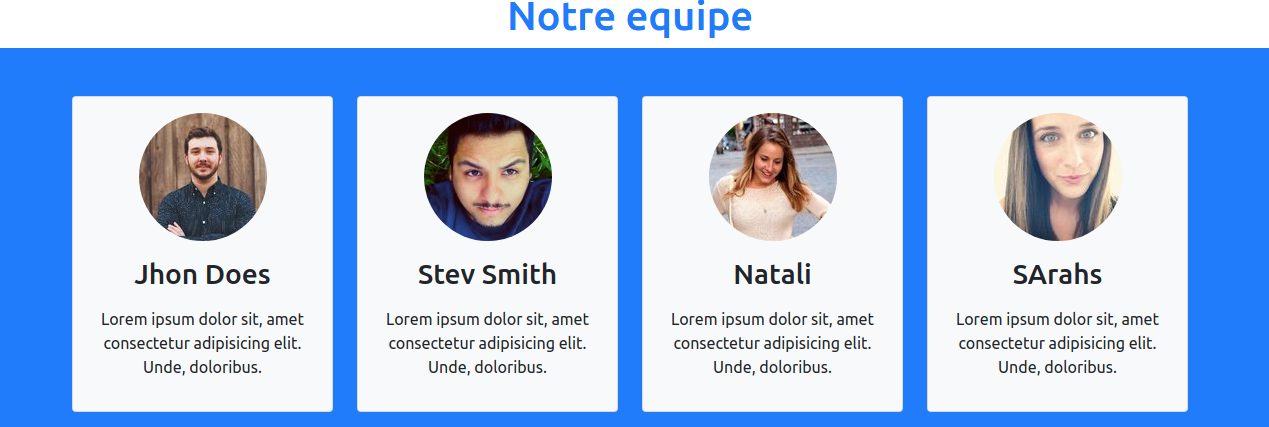 Notre equipe
Jhon Does
Lorem ipsum dolor sit, amet
consectetur adipisicing elit.
Unde, doloribus.
Stev Smith
Lorem ipsum dolor sit, amet
consectetur adipisicing elit.
Unde, doloribus.
Natali
Lorem ipsum dolor sit, amet
consectetur adipisicing elit.
Unde, doloribus.
SArahs
Lorem ipsum dolor sit, amet
consectetur adipisicing elit.
Unde, doloribus.